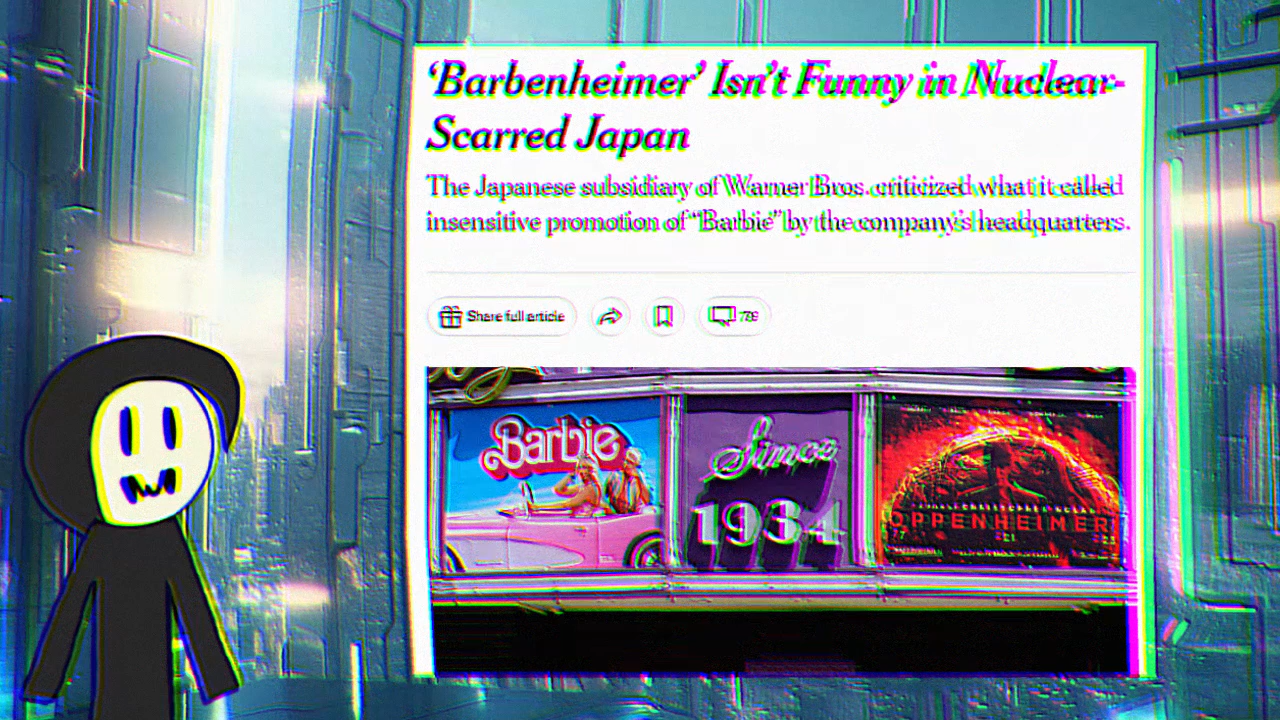 ‘Barbenheimer’ Isn’t Funny in Nuclear-
Scarred Japan
The Japanese subsidiary of Warner Bros. criticized what it called
insensitive promotion of “Barbie” by the company’s headquarters.
Share full article
Barbie
Since
1934
OPPENHEIMER